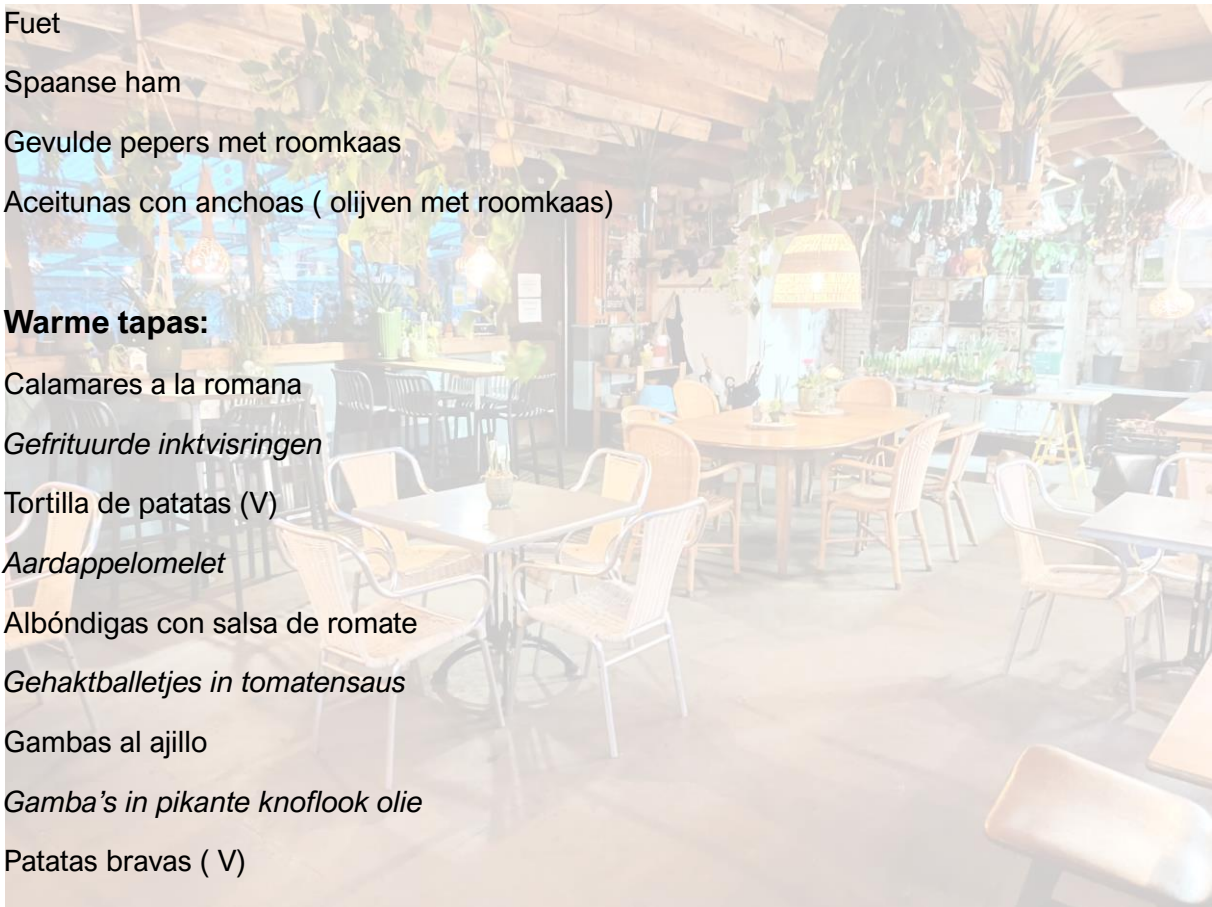 Fuet
Spaanse ham
Gevulde pepers met roomkaas
Aceitunas con anchoas ( olijven met roomkaas)
Warme tapas:
Calamares a la romana
Gefrituurde inktvisringen
Tortilla de patatas (V)
Aardappelomelet
Albóndigas con salsa de romate
Gehaktballetjes in tomatensaus
Gambas al ajillo
Gamba’s in pikante knoflook olie
Patatas bravas ( V)